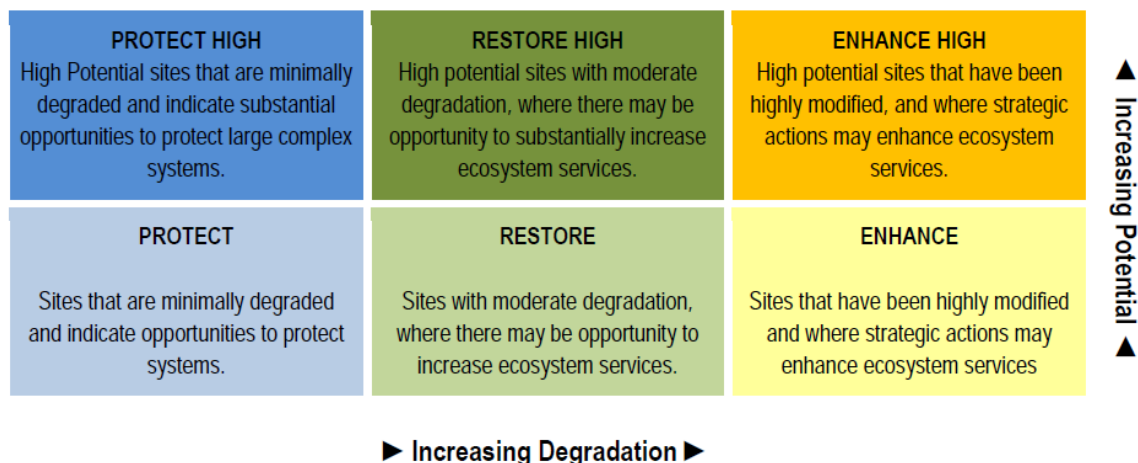 PROTECT HIGH
High Potential sites that are minimally
degraded and indicate substantial
opportunities to protect large complex
systems.
RESTORE HIGH
High potential sites with moderate
degradation, where there may be
opportunity to substantially increase
ecosystem services.
ENHANCE HIGH
High potential sites that have been
highly modified, and where strategic
actions may enhance ecosystem
services.
PROTECT
Sites that are minimally degraded
and indicate opportunities to protect
systems.
RESTORE
Sites with moderate degradation,
where there may be opportunity to
increase ecosystem services.
ENHANCE
Sites that have been highly modified
and where strategic actions may
enhance ecosystem services
▲ Increasing Potential ▲
► Increasing Degradation ►